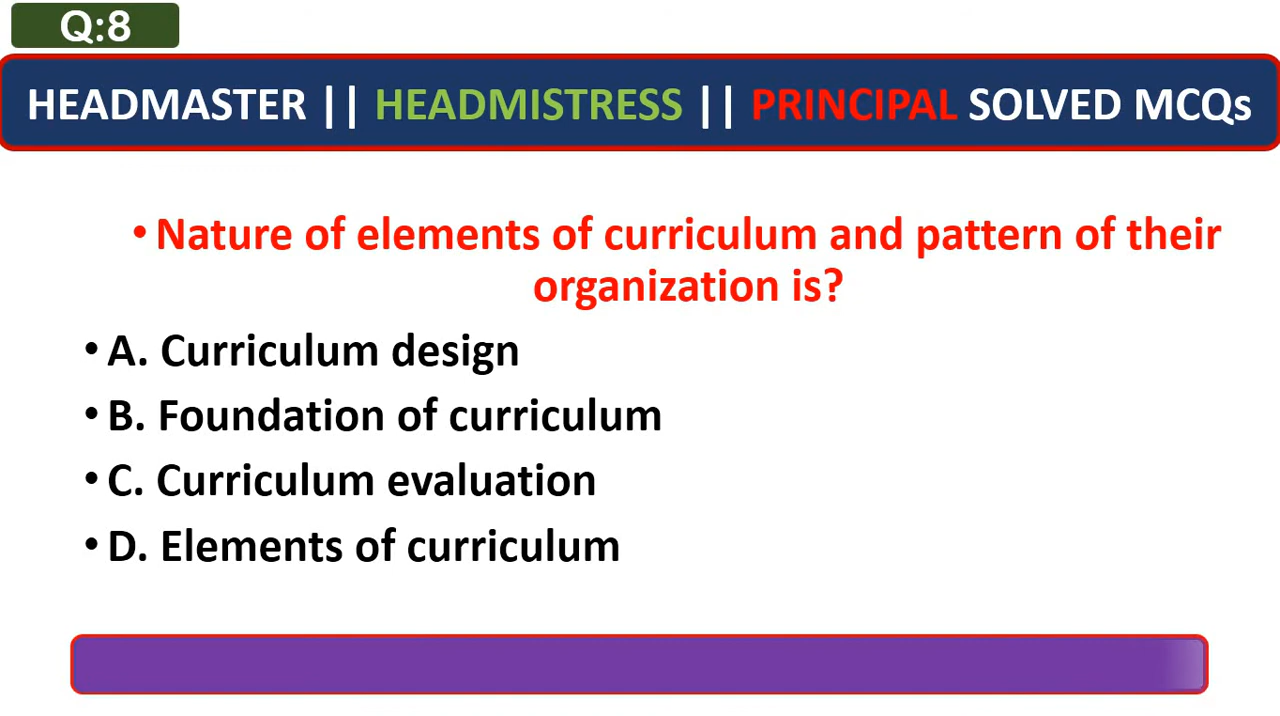 Q:8
HEADMASTER || HEADMISTRESS || PRINCIPAL SOLVED MCQs
• Nature of elements of curriculum and pattern of their
organization is?
• A. Curriculum design
• B. Foundation of curriculum
• C. Curriculum evaluation
• D. Elements of curriculum